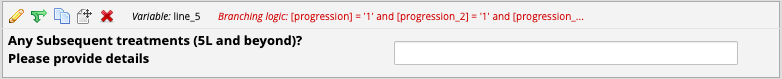 Variable: line_5 Branching logic: [progression] = '1' and [progression_2] = '1' and [progression_...
Any Subsequent treatments (5L and beyond)?
Please provide details